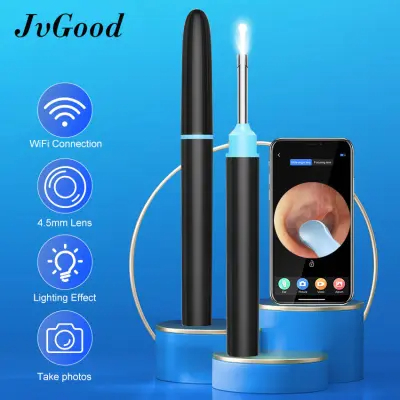 JvGood
WiFi Connection
4.5mm Lens
Lighting Effect
Take photos